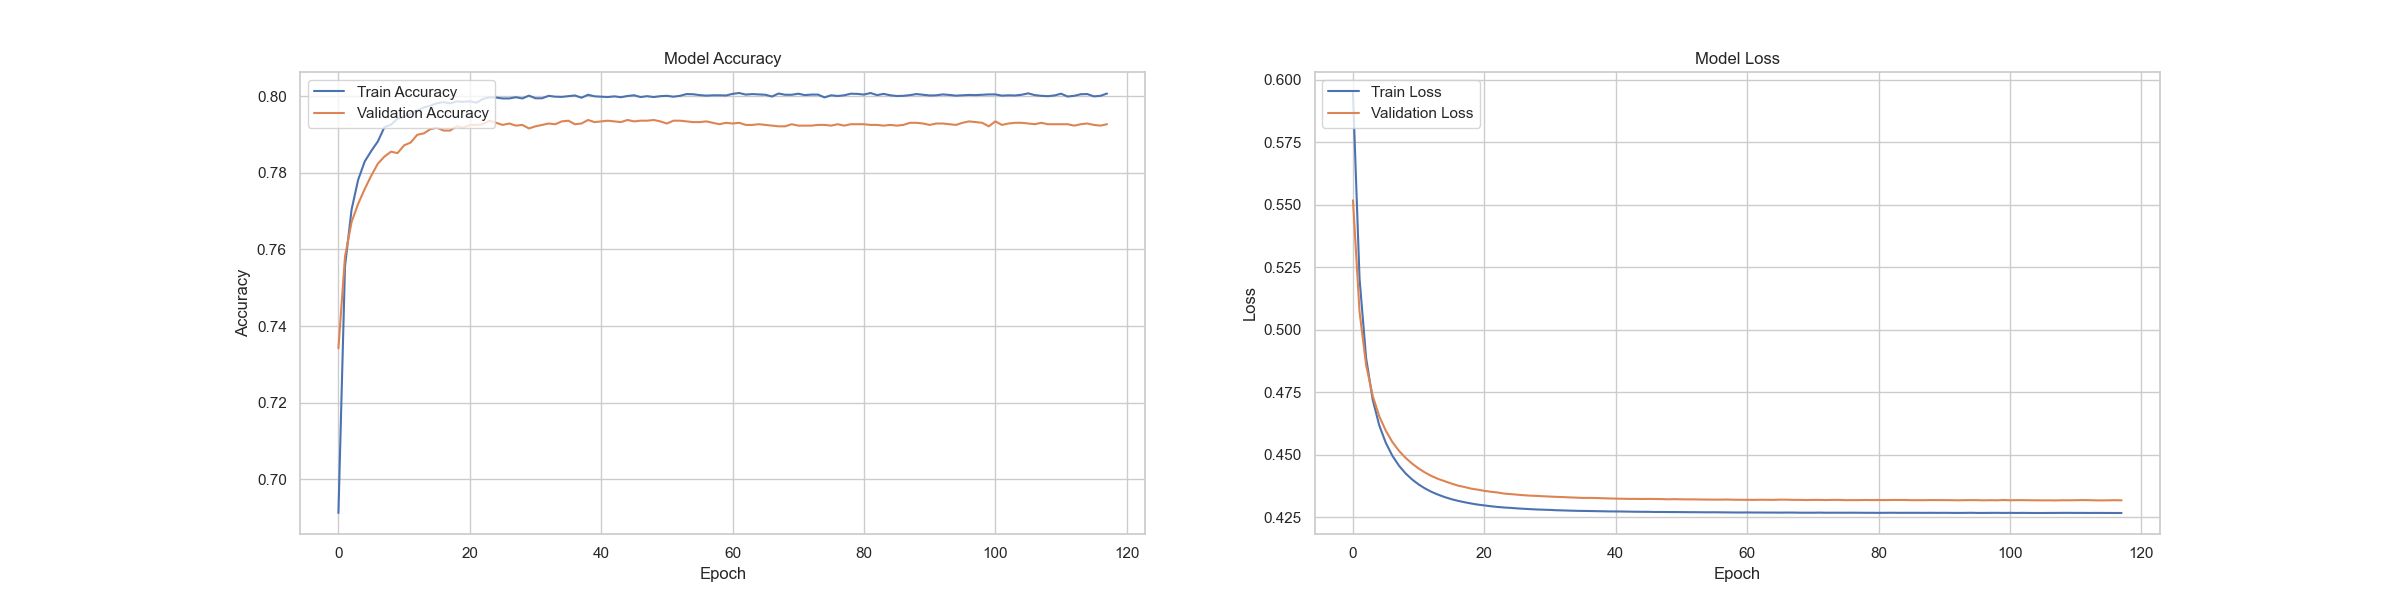 Model Accuracy
Train Accuracy
Validation Accuracy
0.80
0.78
0.76
0.74
0.72
0.70
Accuracy
0 20 40 60 80 100 120
Epoch
Model Loss
Train Loss
Validation Loss
0.600
0.575
0.550
0.525
0.500
0.475
0.450
0.425
Loss
0 20 40 60 80 100 120
Epoch